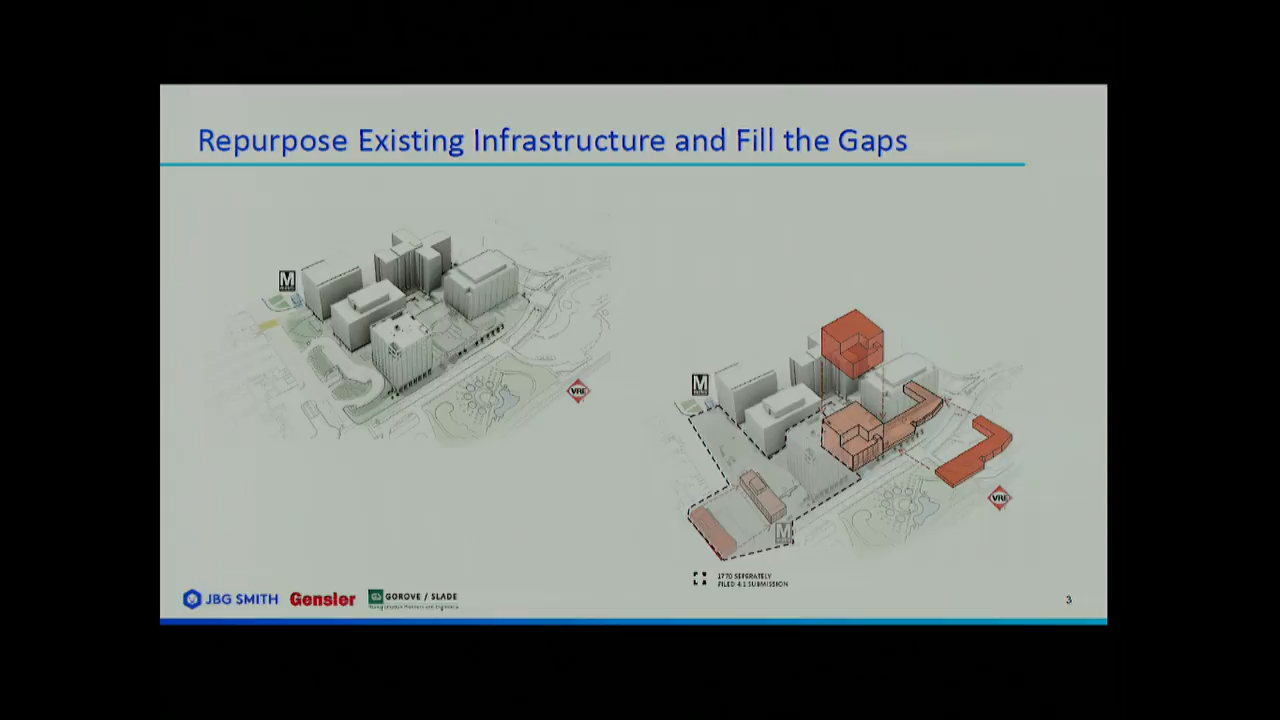 Repurpose Existing Infrastructure and Fill the Gaps
M
VRE
M
VRE
M
1770 SEPERATELY
FILED 4.1 SUBMISSION
JBG SMITH
Gensler
GOROVE / SLADE
3